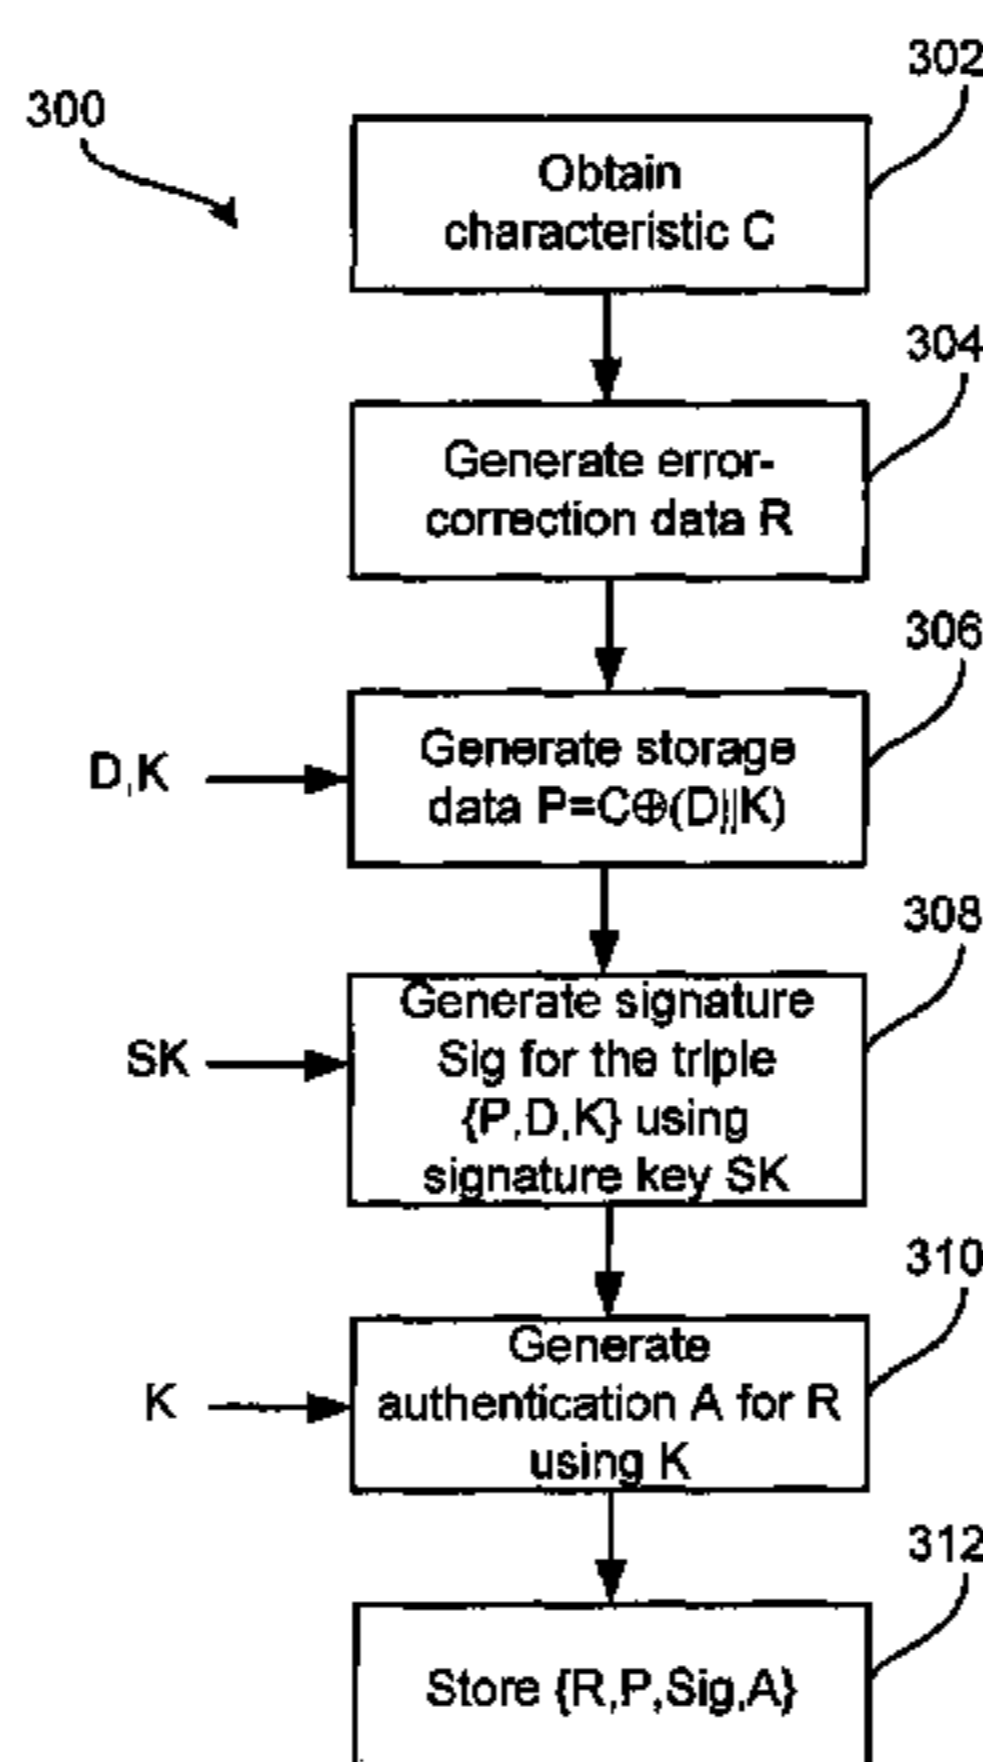 300
302
Obtain
characteristic C
304
Generate error-
correction data R
306
D,K
Generate storage
data P=C⊕(D||K)
308
SK
Generate signature
Sig for the triple
{P,D,K} using
signature key SK
310
K
Generate
authentication A for R
using K
312
Store {R,P,Sig,A}